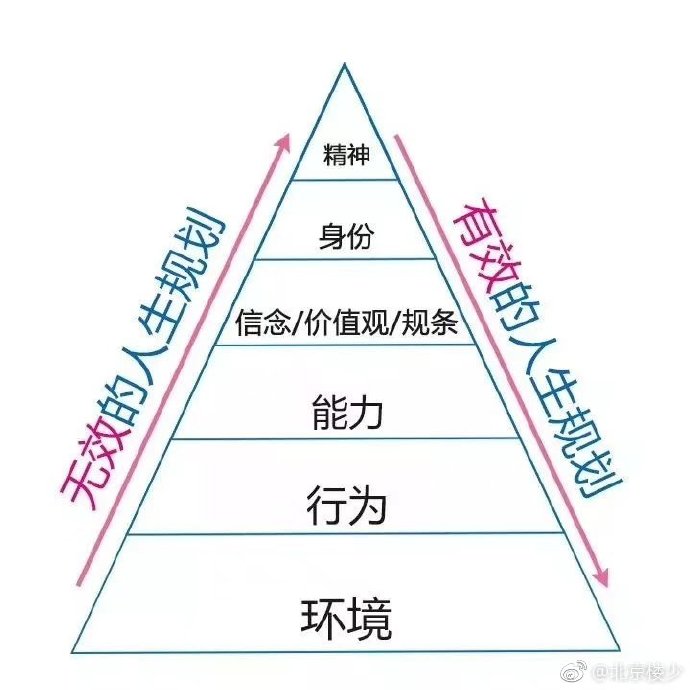 精神
身份
信念/价值观/规条
能力
行为
环境
无效的人生规划
有效的人生规划
@北京楼少